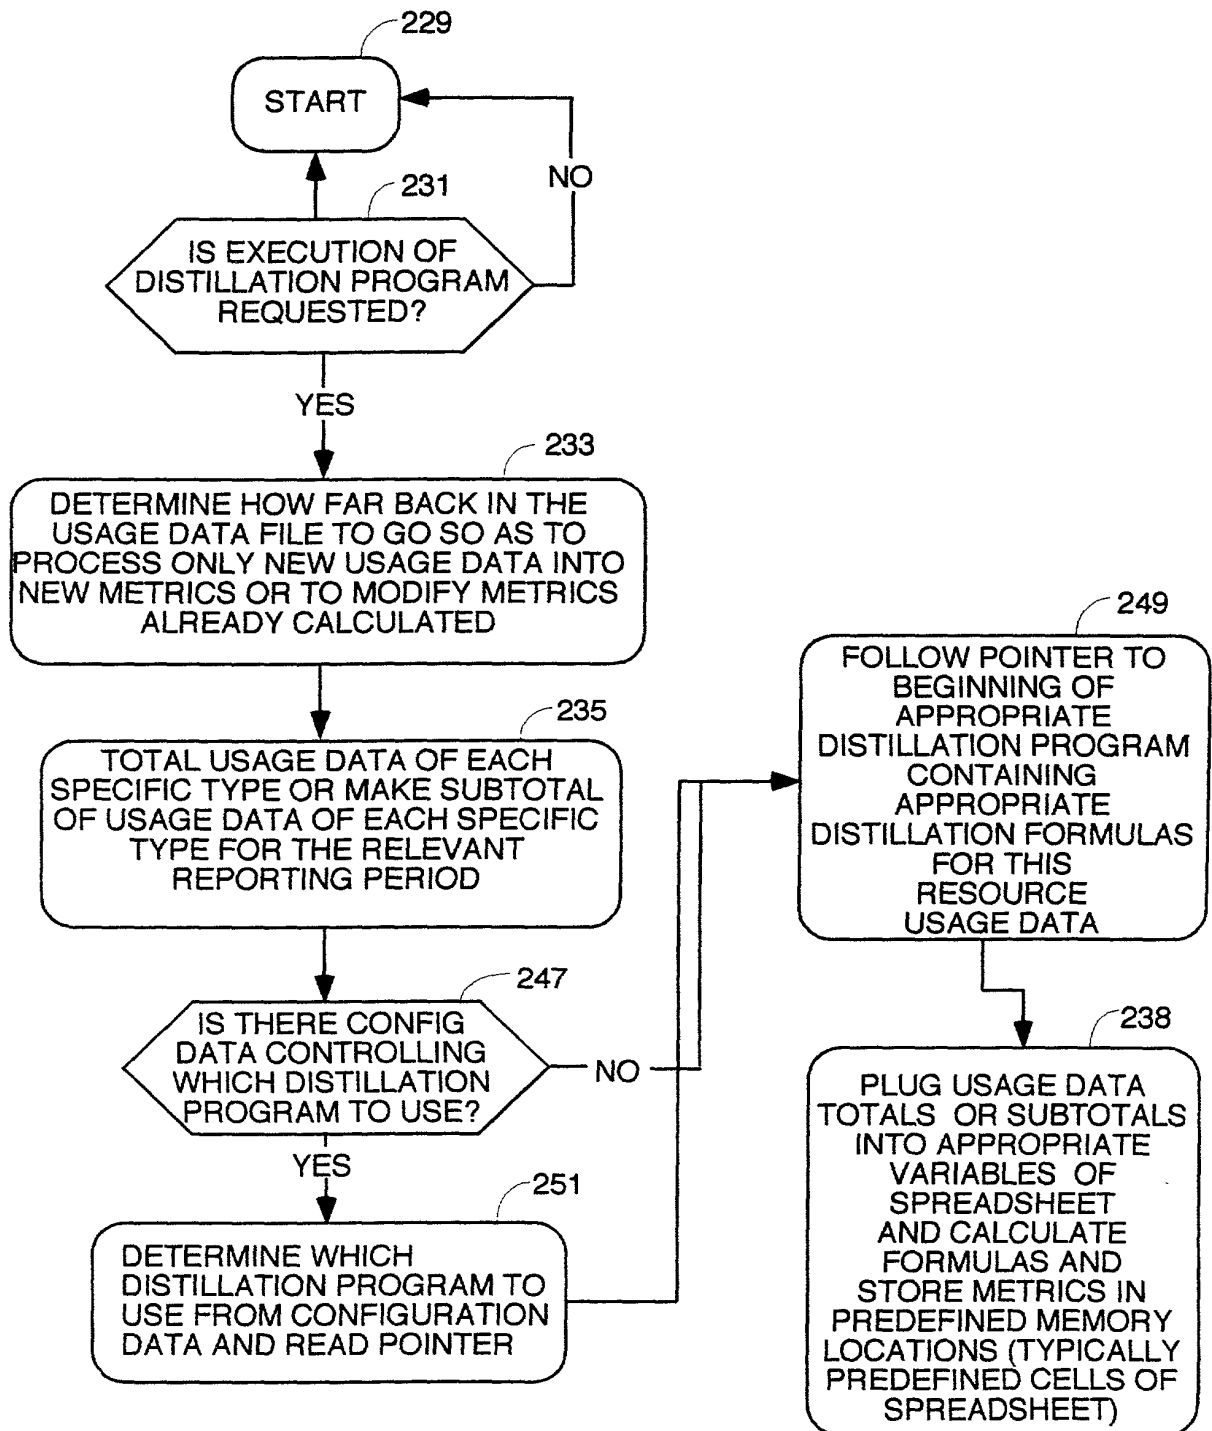 229
START
NO
231
IS EXECUTION OF
DISTILLATION PROGRAM
REQUESTED?
YES
233
DETERMINE HOW FAR BACK IN THE
USAGE DATA FILE TO GO SO AS TO
PROCESS ONLY NEW USAGE DATA INTO
NEW METRICS OR TO MODIFY METRICS
ALREADY CALCULATED
235
TOTAL USAGE DATA OF EACH
SPECIFIC TYPE OR MAKE SUBTOTAL
OF USAGE DATA OF EACH SPECIFIC
TYPE FOR THE RELEVANT
REPORTING PERIOD
247
IS THERE CONFIG
DATA CONTROLLING
WHICH DISTILLATION
PROGRAM TO USE?
NO
YES
251
DETERMINE WHICH
DISTILLATION PROGRAM TO
USE FROM CONFIGURATION
DATA AND READ POINTER
249
FOLLOW POINTER TO
BEGINNING OF
APPROPRIATE
DISTILLATION PROGRAM
CONTAINING
APPROPRIATE
DISTILLATION FORMULAS
FOR THIS
RESOURCE
USAGE DATA
238
PLUG USAGE DATA
TOTALS OR SUBTOTALS
INTO APPROPRIATE
VARIABLES OF
SPREADSHEET
AND CALCULATE
FORMULAS AND
STORE METRICS IN
PREDEFINED MEMORY
LOCATIONS (TYPICALLY
PREDEFINED CELLS OF
SPREADSHEET)